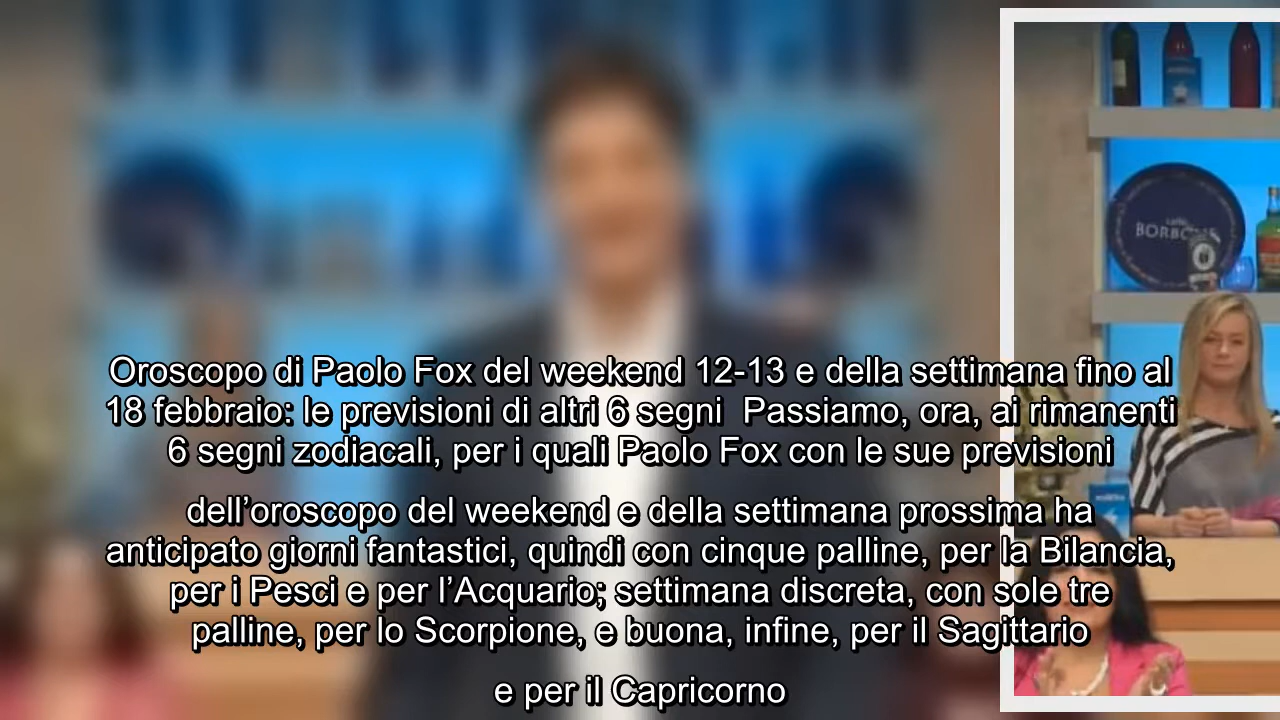 Oroscopo di Paolo Fox del weekend 12-13 e della settimana fino al
18 febbraio: le previsioni di altri 6 segni  Passiamo, ora, ai rimanenti
6 segni zodiacali, per i quali Paolo Fox con le sue previsioni
dell’oroscopo del weekend e della settimana prossima ha
anticipato giorni fantastici, quindi con cinque palline, per la Bilancia,
per i Pesci e per l’Acquario; settimana discreta, con sole tre
palline, per lo Scorpione, e buona, infine, per il Sagittario
e per il Capricorno